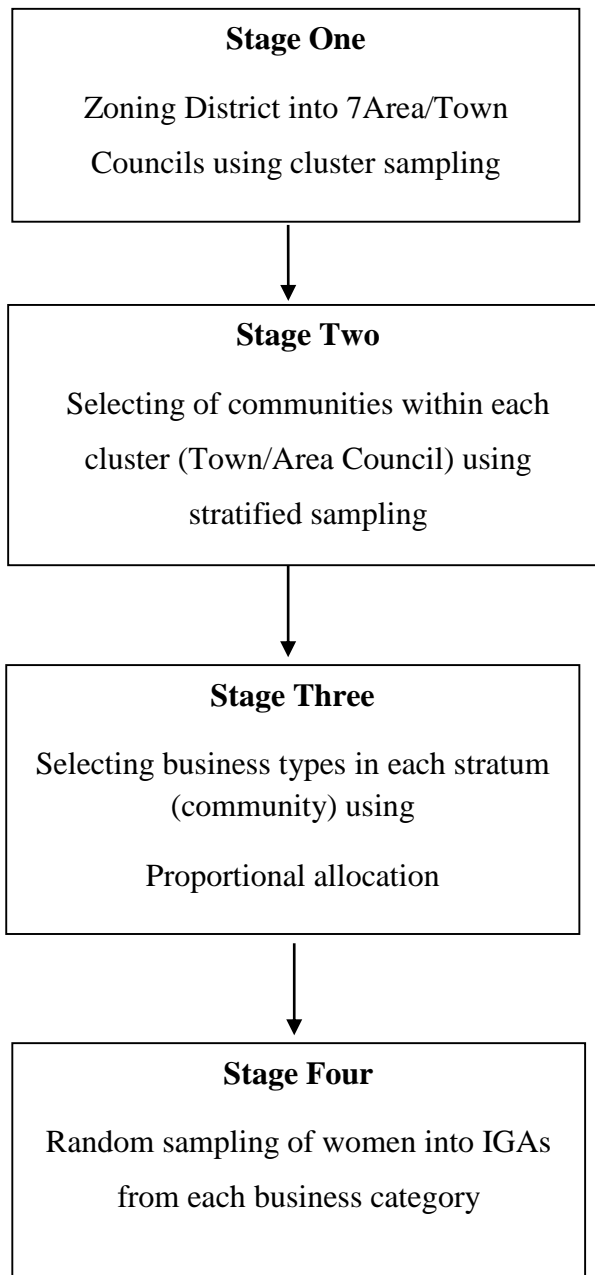 Stage One
Zoning District into 7Area/Town
Councils using cluster sampling
Stage Two
Selecting of communities within each
cluster (Town/Area Council) using
stratified sampling
Stage Three
Selecting business types in each stratum
(community) using
Proportional allocation
Stage Four
Random sampling of women into IGAs
from each business category